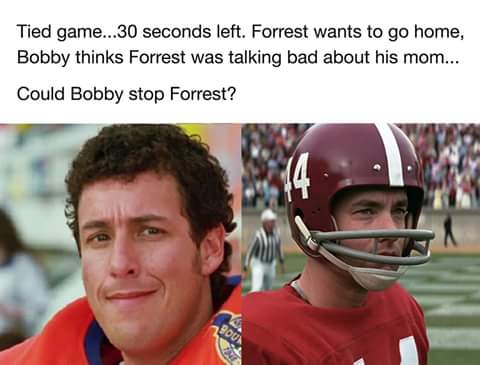 Tied game...30 seconds left. Forrest wants to go home,
Bobby thinks Forrest was talking bad about his mom...
Could Bobby stop Forrest?
44